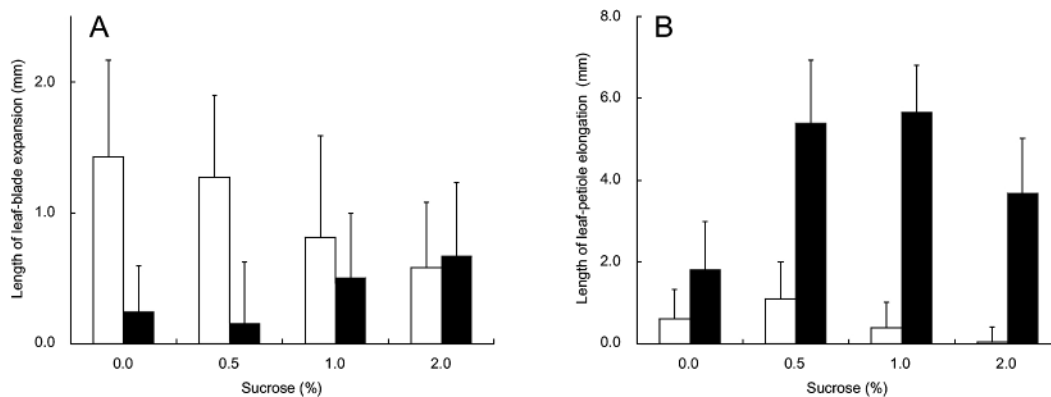 A
Length of leaf-blade expansion (mm)
2.0
1.0
0.0
0.0 0.5 1.0 2.0
Sucrose (%)
B
Length of leaf-petiole elongation (mm)
8.0
6.0
4.0
2.0
0.0
0.0 0.5 1.0 2.0
Sucrose (%)